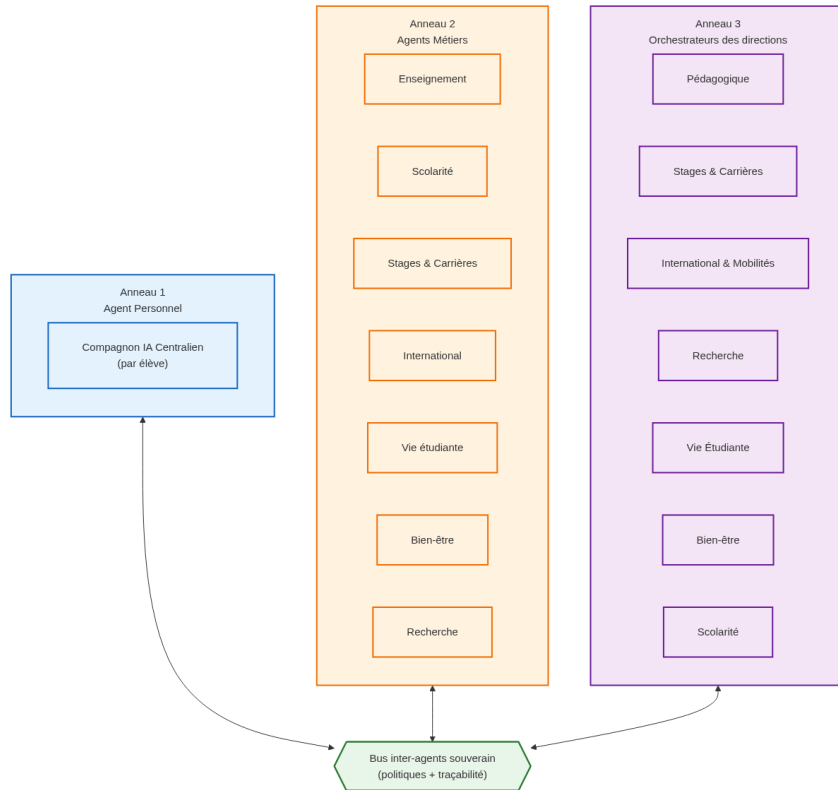 Anneau 1
Agent Personnel
Compagnon IA Centralien
(par élève)
Anneau 2
Agents Métiers
Enseignement
Scolarité
Stages & Carrières
International
Vie étudiante
Bien-être
Recherche
Anneau 3
Orchestrateurs des directions
Pédagogique
Stages & Carrières
International & Mobilités
Recherche
Vie Étudiante
Bien-être
Scolarité
Bus inter-agents souverain
(politiques + traçabilité)